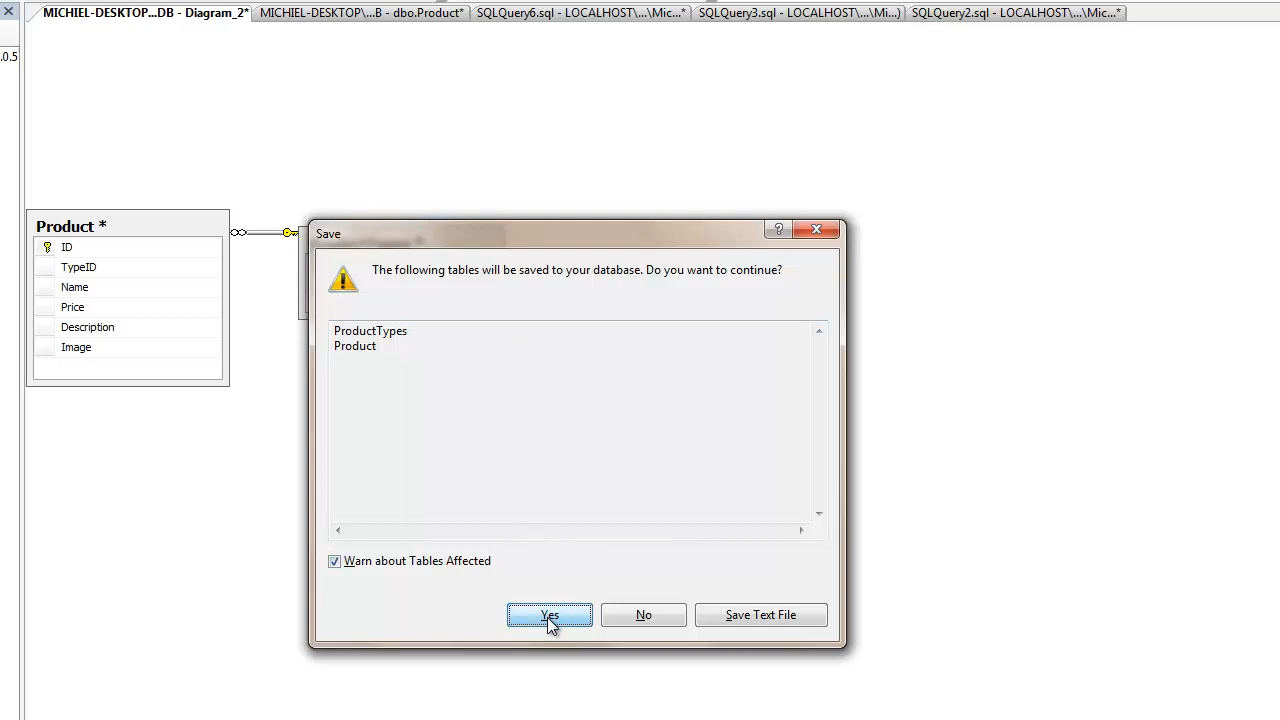 MICHIEL-DESKTOP...DB - Diagram_2* MICHIEL-DESKTOP\...B - dbo.Product* SQLQuery6.sql - LOCALHOST\...\Mic...* SQLQuery3.sql - LOCALHOST\...\Mi...) SQLQuery2.sql - LOCALHOST\...\Mic...*
.0.5
Product *
ID
TypeID
Name
Price
Description
Image
Save
The following tables will be saved to your database. Do you want to continue?
ProductTypes
Product
Warn about Tables Affected
Yes No Save Text File